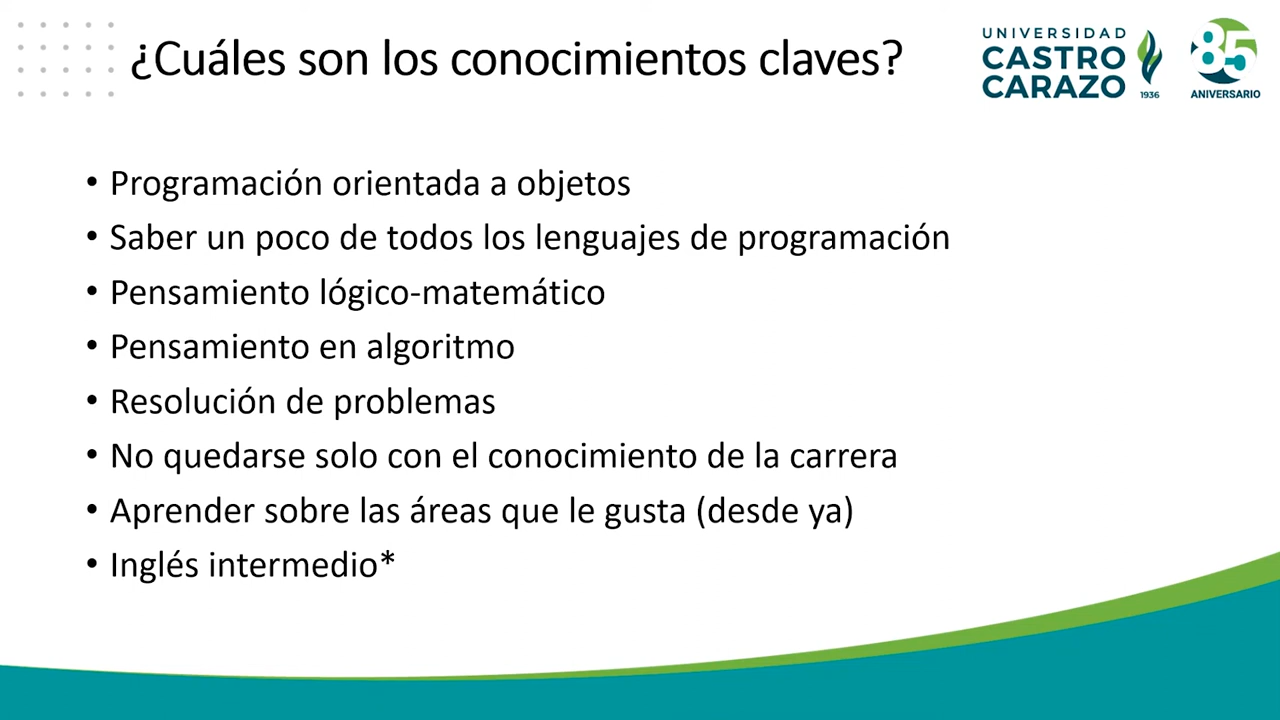 ¿Cuáles son los conocimientos claves?
UNIVERSIDAD
CASTRO
CARAZO
1936
85
ANIVERSARIO
• Programación orientada a objetos
• Saber un poco de todos los lenguajes de programación
• Pensamiento lógico-matemático
• Pensamiento en algoritmo
• Resolución de problemas
• No quedarse solo con el conocimiento de la carrera
• Aprender sobre las áreas que le gusta (desde ya)
• Inglés intermedio*